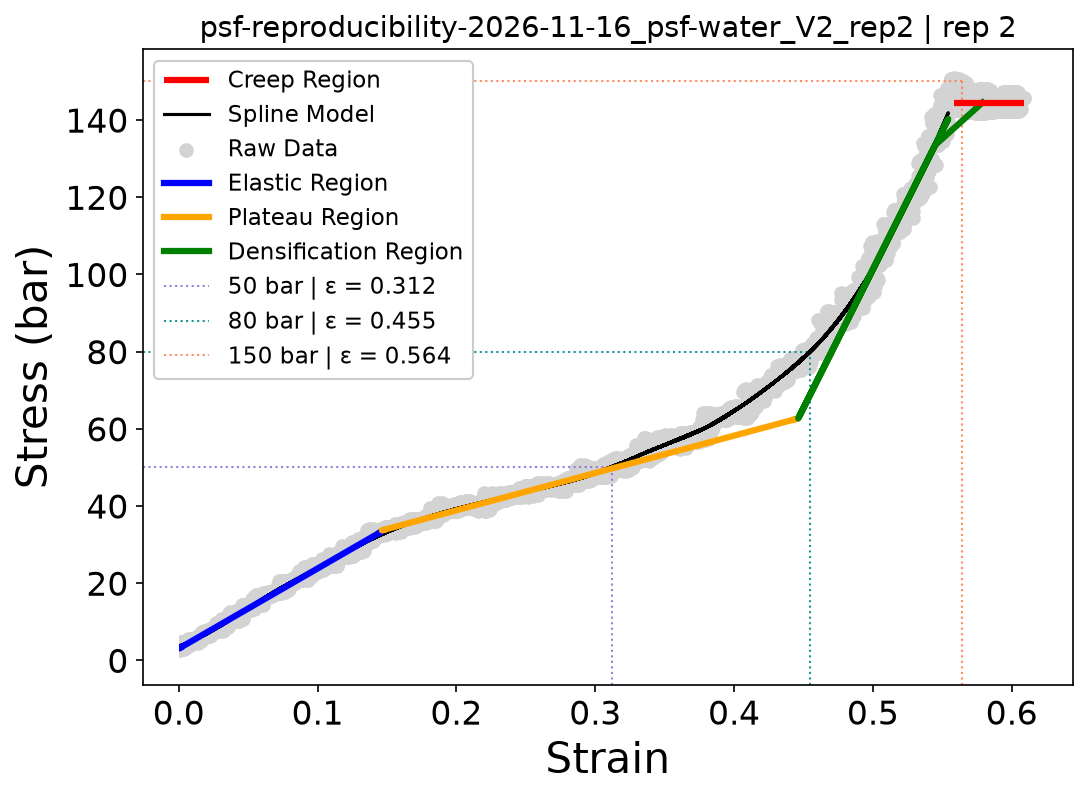 psf-reproducibility-2026-11-16_psf-water_V2_rep2 | rep 2
Creep Region
Spline Model
Raw Data
Elastic Region
Plateau Region
Densification Region
50 bar | ε = 0.312
80 bar | ε = 0.455
150 bar | ε = 0.564
Stress (bar)
140
120
100
80
60
40
20
0
0.0 0.1 0.2 0.3 0.4 0.5 0.6
Strain